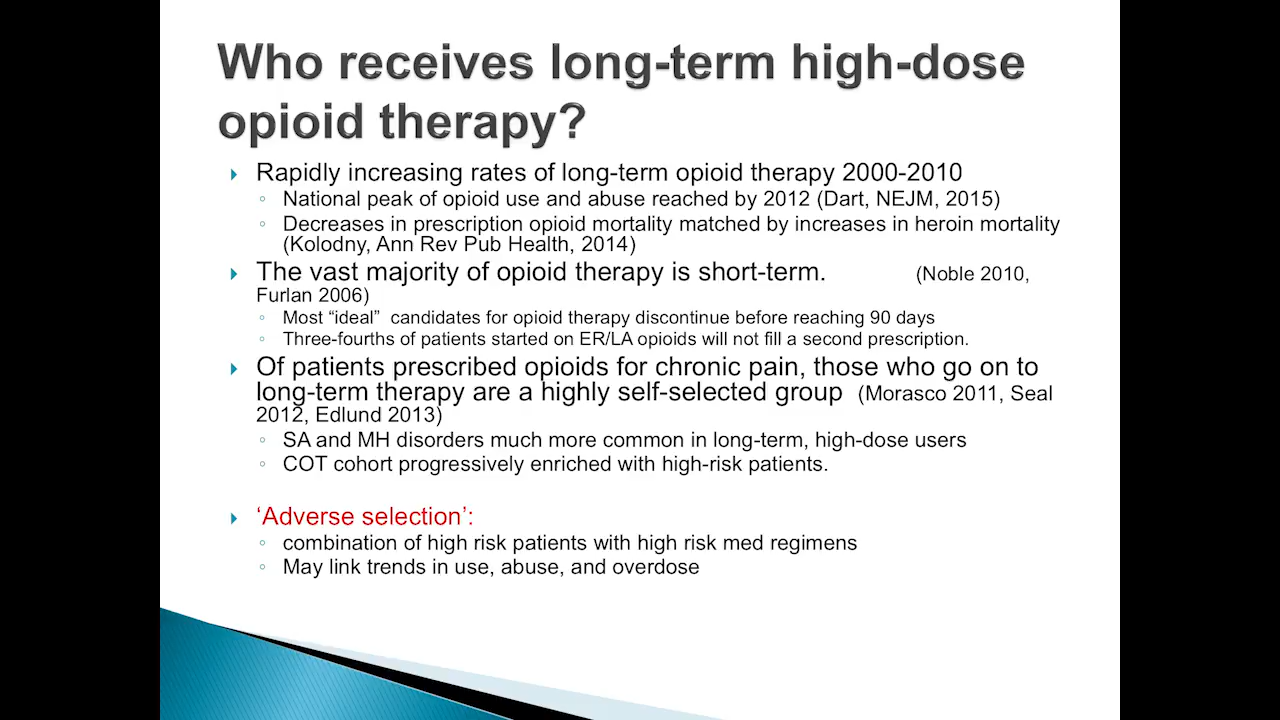 Who receives long-term high-dose
opioid therapy?
Rapidly increasing rates of long-term opioid therapy 2000-2010
National peak of opioid use and abuse reached by 2012 (Dart, NEJM, 2015)
Decreases in prescription opioid mortality matched by increases in heroin mortality
(Kolodny, Ann Rev Pub Health, 2014)
The vast majority of opioid therapy is short-term. (Noble 2010,
Furlan 2006)
Most “ideal” candidates for opioid therapy discontinue before reaching 90 days
Three-fourths of patients started on ER/LA opioids will not fill a second prescription.
Of patients prescribed opioids for chronic pain, those who go on to
long-term therapy are a highly self-selected group (Morasco 2011, Seal
2012, Edlund 2013)
SA and MH disorders much more common in long-term, high-dose users
COT cohort progressively enriched with high-risk patients.
‘Adverse selection’:
combination of high risk patients with high risk med regimens
May link trends in use, abuse, and overdose